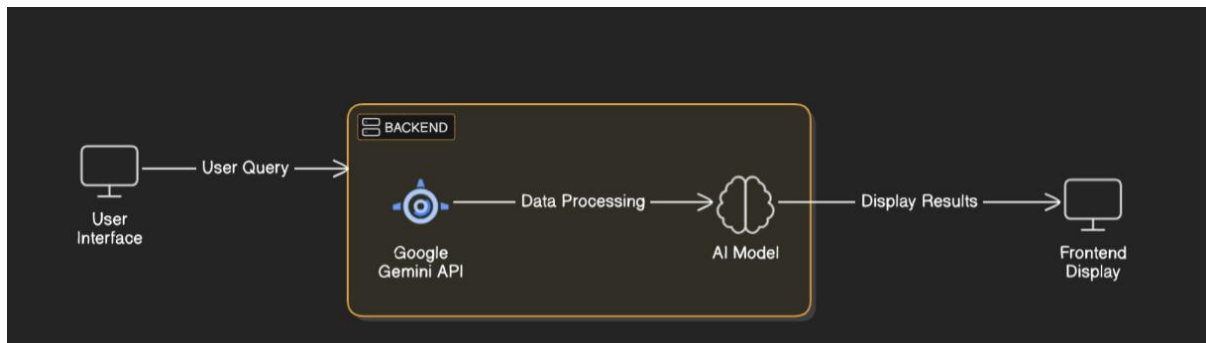 BACKEND
User Query
User
Interface
Data Processing
Google
Gemini API
AI Model
Display Results
Frontend
Display